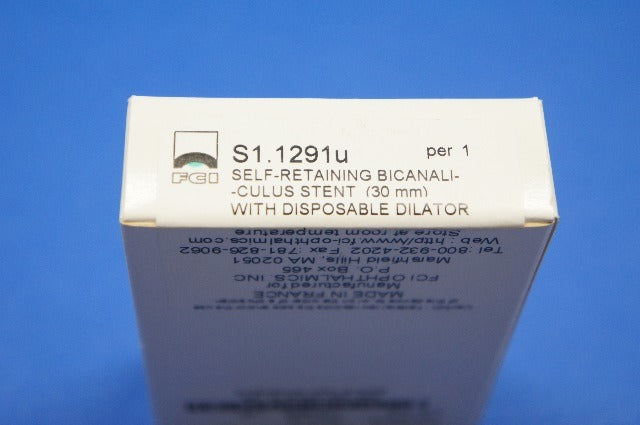 FCI
S1.1291u per 1
SELF-RETAINING BICANALI-
-CULUS STENT (30 mm)
WITH DISPOSABLE DILATOR
MADE IN FRANCE
Manufactured for
FCI OPHTHALMICS, INC
P.O. Box 465
Marshfield Hills, MA 02051
Tel :800-932-4202 Fax :781-826-9062
Web : http//www.fci-ophthalmics.com
Store at room temperature